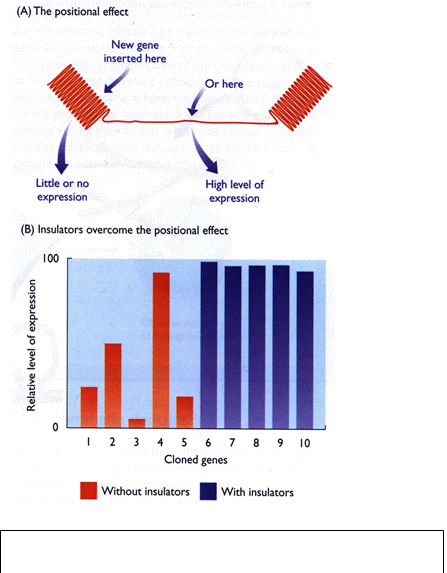 (A) The positional effect
New gene
inserted here
Or here
Little or no
expression
High level of
expression
(B) Insulators overcome the positional effect
100
Relative level of expression
0
1 2 3 4 5 6 7 8 9 10
Cloned genes
Without insulators With insulators